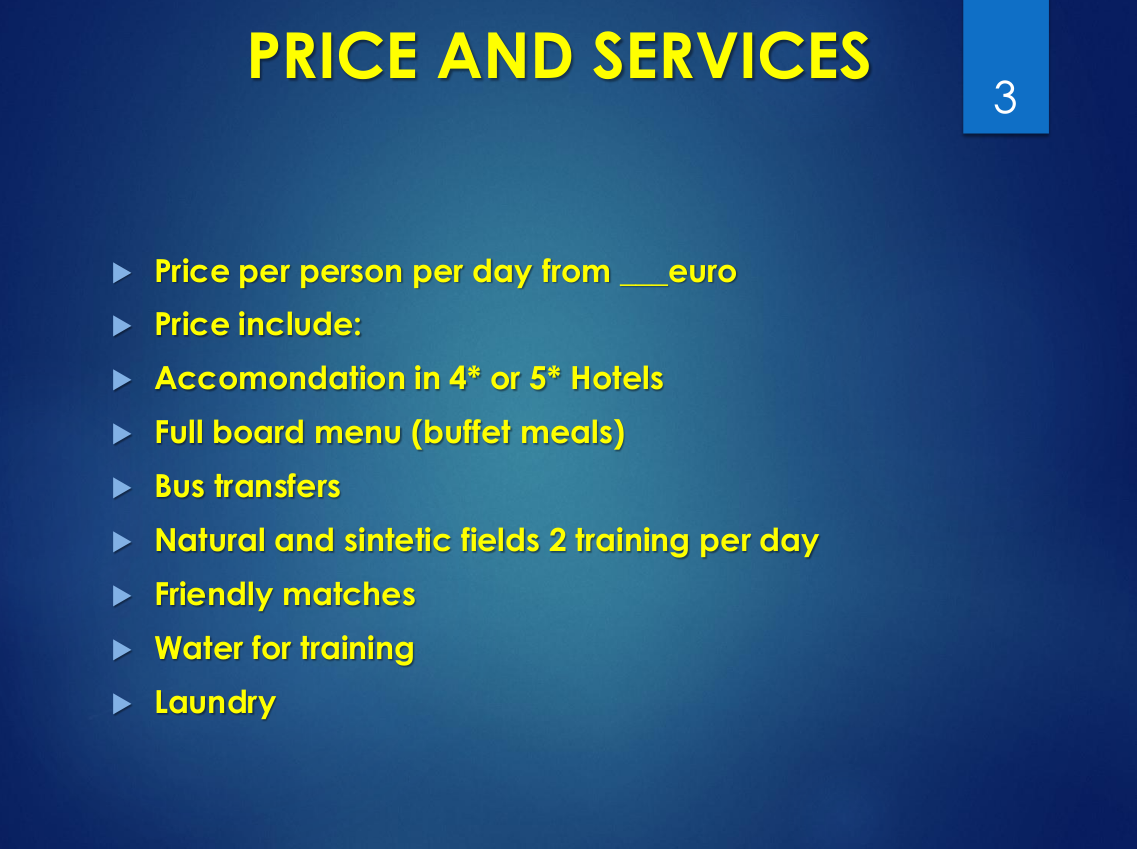 PRICE AND SERVICES
3
Price per person per day from ___euro
Price include:
Accomondation in 4* or 5* Hotels
Full board menu (buffet meals)
Bus transfers
Natural and sintetic fields 2 training per day
Friendly matches
Water for training
Laundry